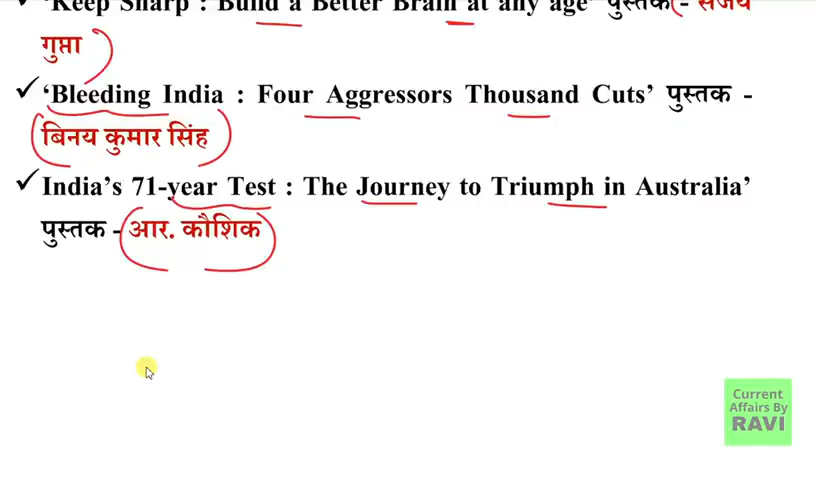 'Keep Sharp : Build a Better Brain at any age' पुस्तक - संजय
गुप्ता
✓ 'Bleeding India : Four Aggressors Thousand Cuts' पुस्तक -
बिनय कुमार सिंह
✓ India's 71-year Test : The Journey to Triumph in Australia'
पुस्तक - आर. कौशिक
Current
Affairs By
RAVI